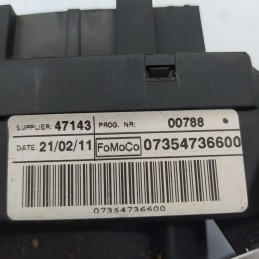 SUPPLIER: 47143 PROG. NR: 00788
DATE: 21/02/11 FoMoCo 07354736600
07354736600